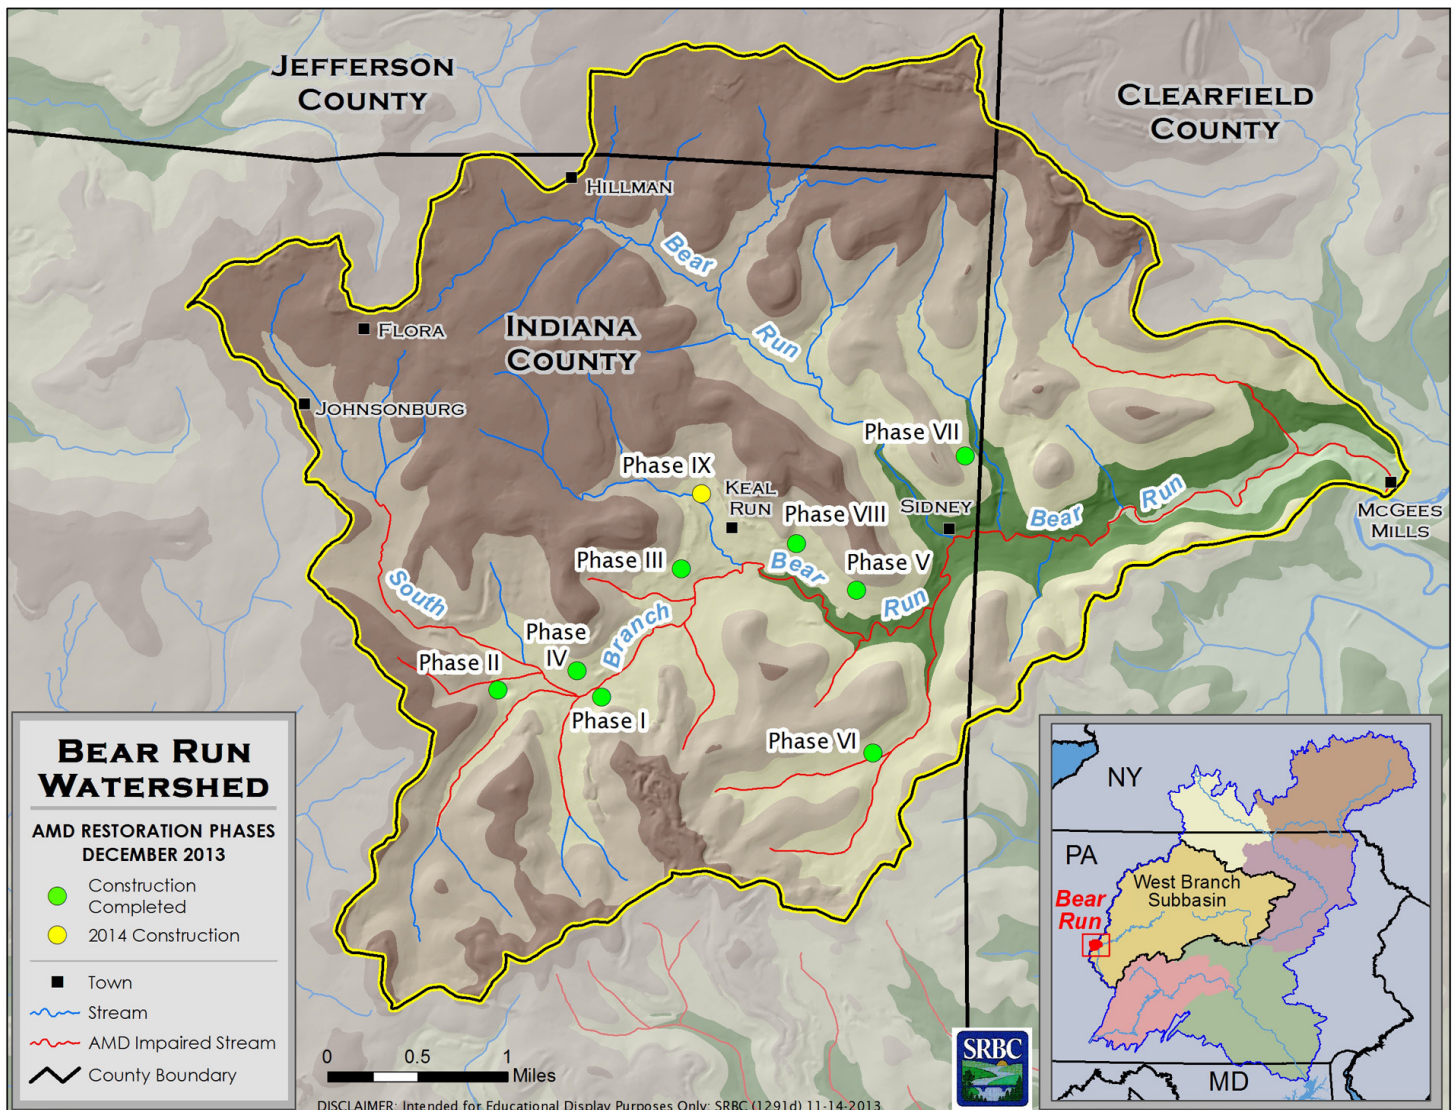 JEFFERSON
COUNTY
CLEARFIELD
COUNTY
HILLMAN
Bear
Run
FLORA
INDIANA
COUNTY
JOHNSONBURG
Phase VII
Phase IX
KEAL
RUN
SIDNEY
Phase VIII
Bear
Run
MCGEES
MILLS
Phase III
Bear
Phase V
Run
South
Branch
Phase
IV
Phase II
Phase I
Phase VI
BEAR RUN
WATERSHED
AMD RESTORATION PHASES
DECEMBER 2013
Construction
Completed
2014 Construction
Town
Stream
AMD Impaired Stream
County Boundary
0 0.5 1
Miles
DISCLAIMER: Intended for Educational Display Purposes Only; SRBC (1291d) 11-14-2013
SRBC
NY
PA
West Branch
Subbasin
Bear
Run
MD